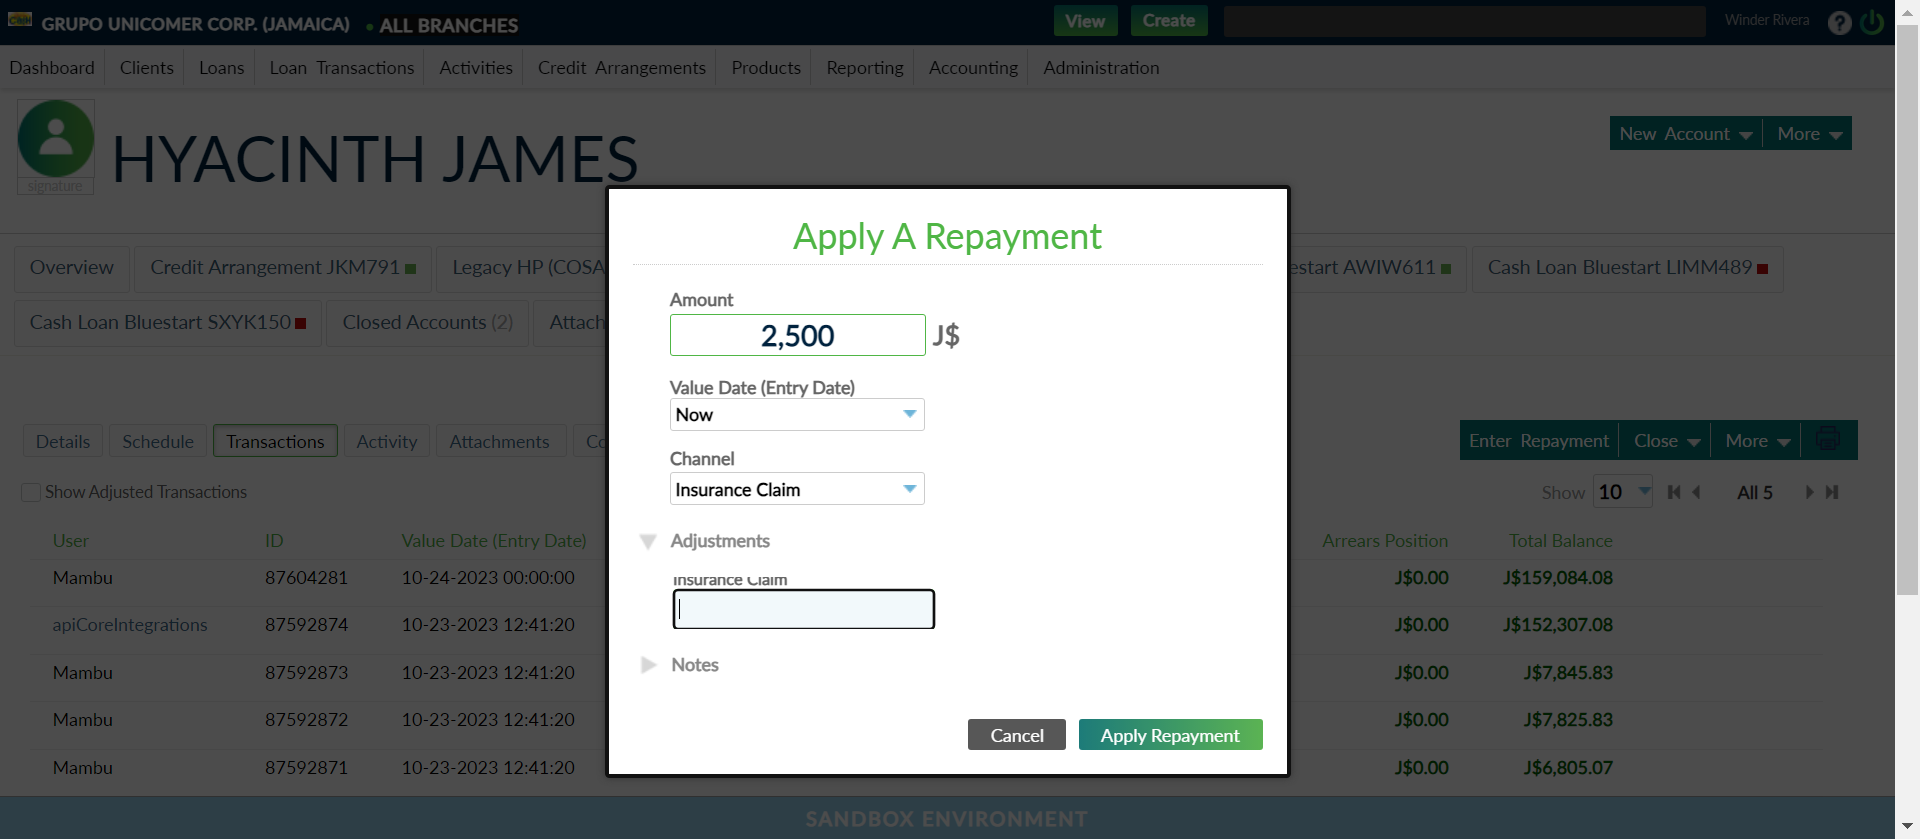 GRUPO UNICOMER CORP. (JAMAICA) • ALL BRANCHES View Create Winder Rivera ?
Dashboard Clients Loans Loan Transactions Activities Credit Arrangements Products Reporting Accounting Administration
signature
HYACINTH JAMES
New Account More
Overview Credit Arrangement JKM791 Legacy HP (COSA estart AWIW611 Cash Loan Bluestart LIMM489
Cash Loan Bluestart SXYK150 Closed Accounts (2) Attach
Apply A Repayment
Amount
2,500 J$
Value Date (Entry Date)
Now
Channel
Insurance Claim
Adjustments
Insurance Claim
Notes
Cancel Apply Repayment
Details Schedule Transactions Activity Attachments Co
Enter Repayment Close More
Show Adjusted Transactions
Show 10 All 5
User ID Value Date (Entry Date) Arrears Position Total Balance
Mambu 87604281 10-24-2023 00:00:00 J$0.00 J$159,084.08
apiCoreIntegrations 87592874 10-23-2023 12:41:20 J$0.00 J$152,307.08
Mambu 87592873 10-23-2023 12:41:20 J$0.00 J$7,845.83
Mambu 87592872 10-23-2023 12:41:20 J$0.00 J$7,825.83
Mambu 87592871 10-23-2023 12:41:20 J$0.00 J$6,805.07
SANDBOX ENVIRONMENT